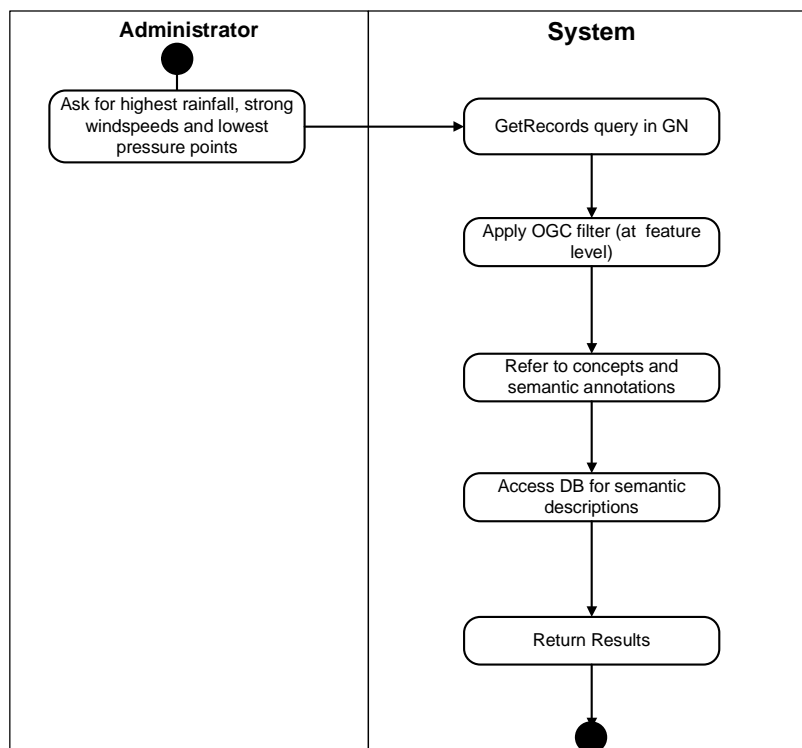 Administrator
System
Ask for highest rainfall, strong
windspeeds and lowest
pressure points
GetRecords query in GN
Apply OGC filter (at  feature
level)
Refer to concepts and
semantic annotations
Access DB for semantic
descriptions
Return Results